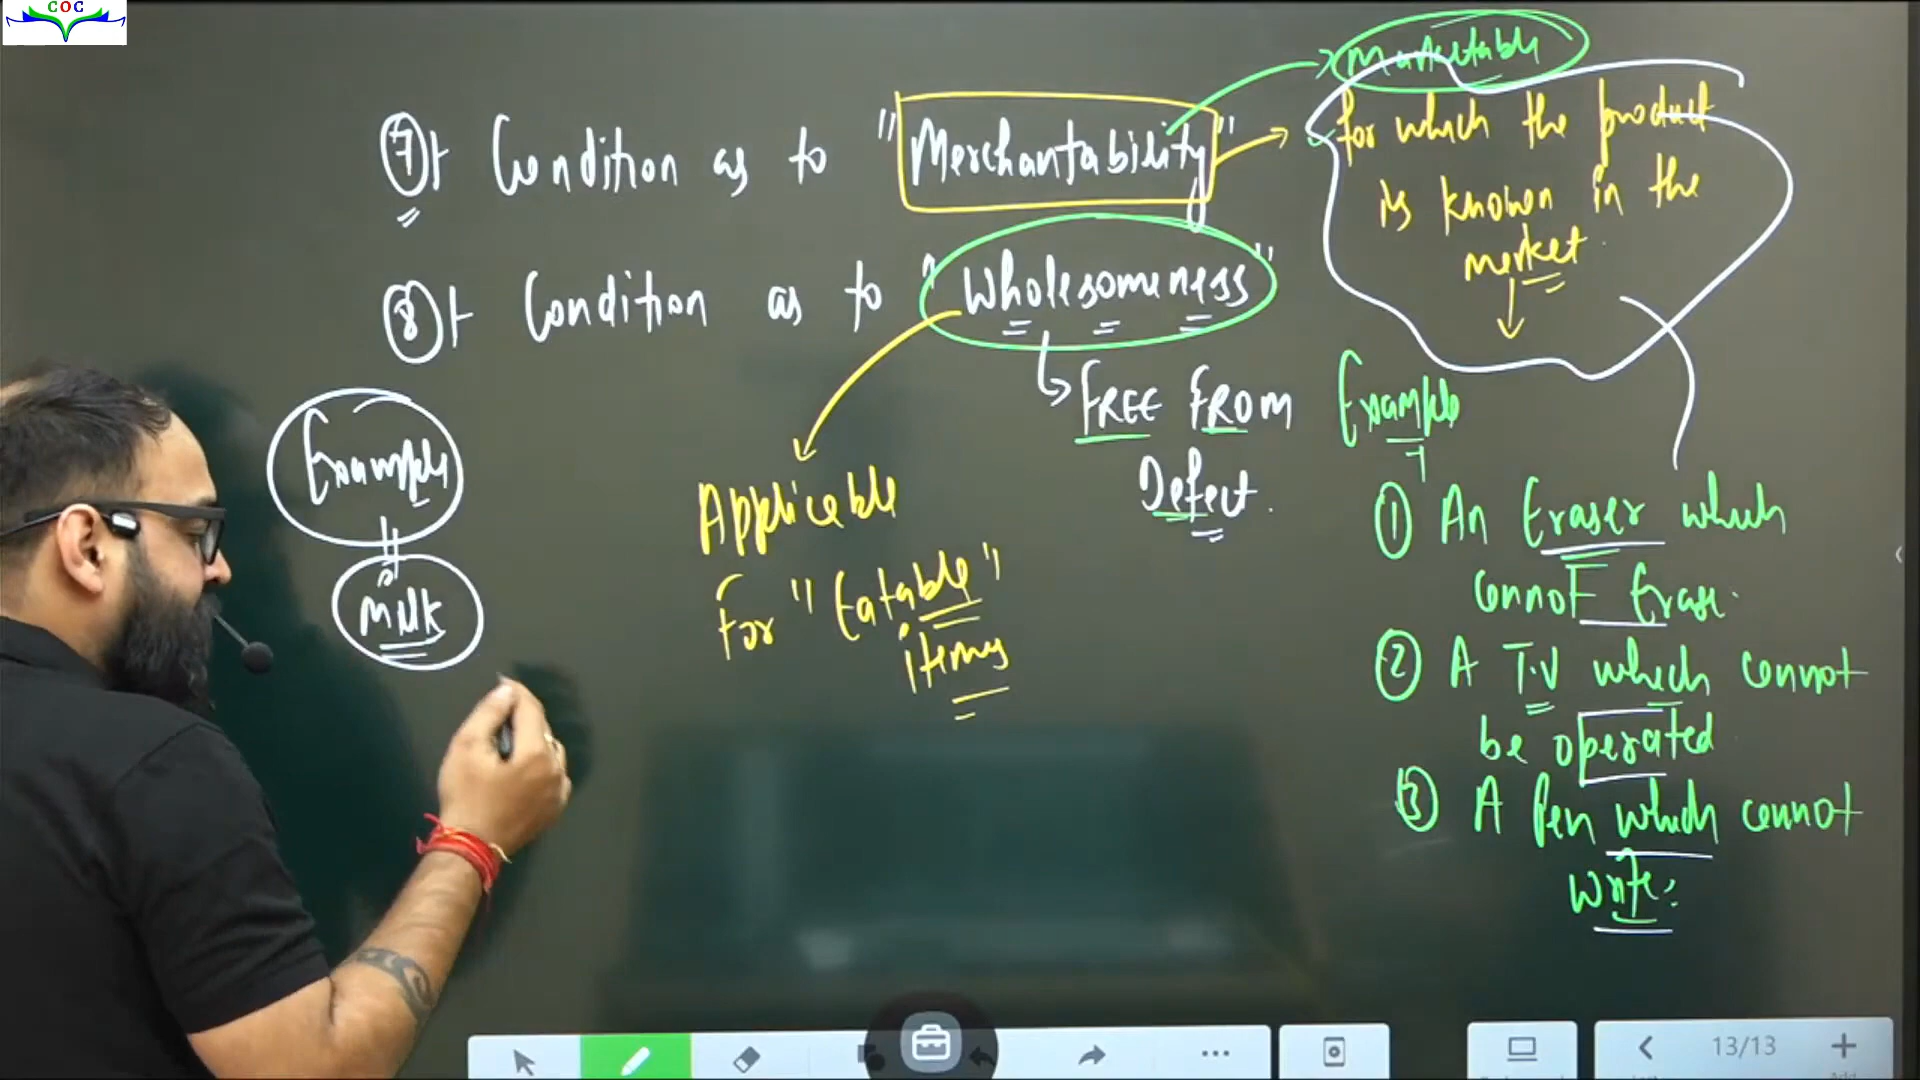 COC
Marketable
⑦ Condition as to "Merchantability"
for which the product
is known in the
market.
⑧ Condition as to "Wholesomeness"
FREE FROM
Defect.
Example
Milk
Applicable
For "Eatable"
items
Example
① An Eraser which
cannot Erase.
② A T.V which cannot
be operated
③ A Pen which cannot
write.
13/13